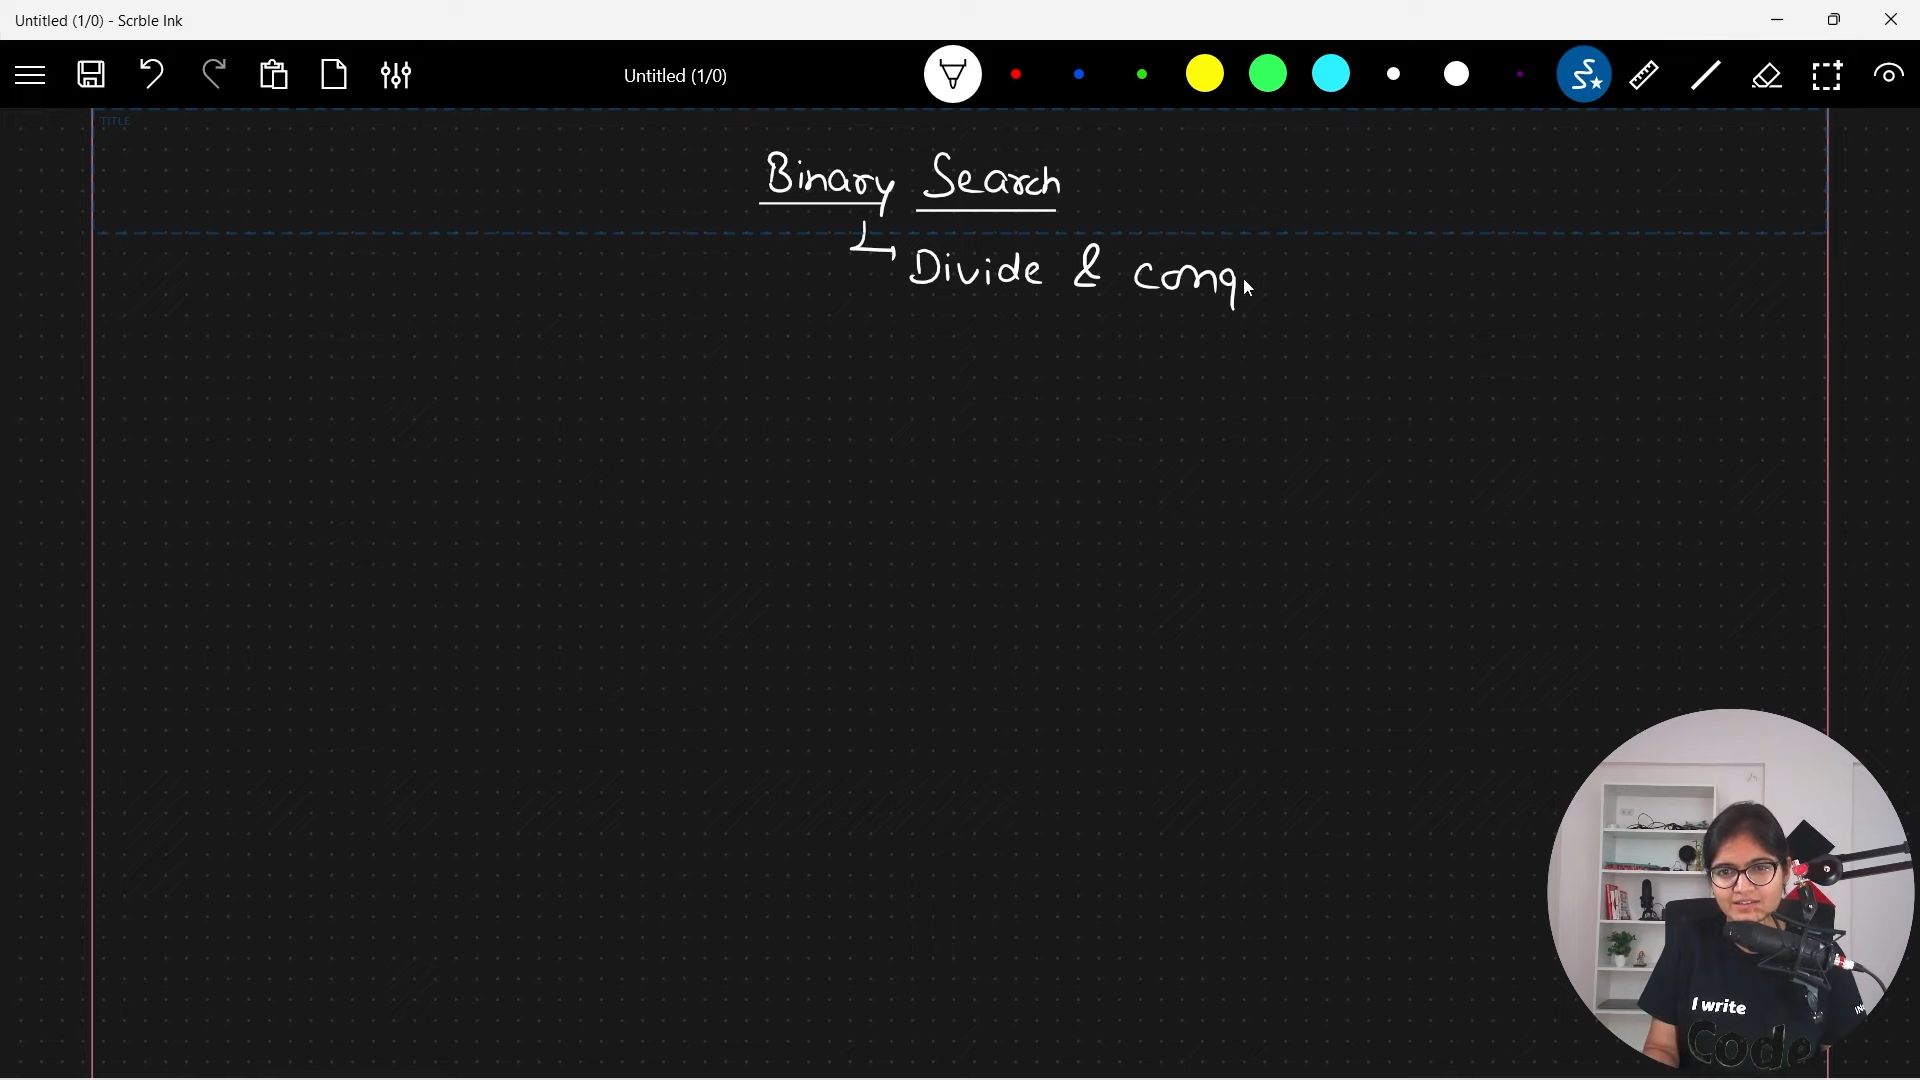 Untitled (1/0) - Scrble Ink
Untitled (1/0)
TITLE
Binary Search
Divide & conq
I write
Code